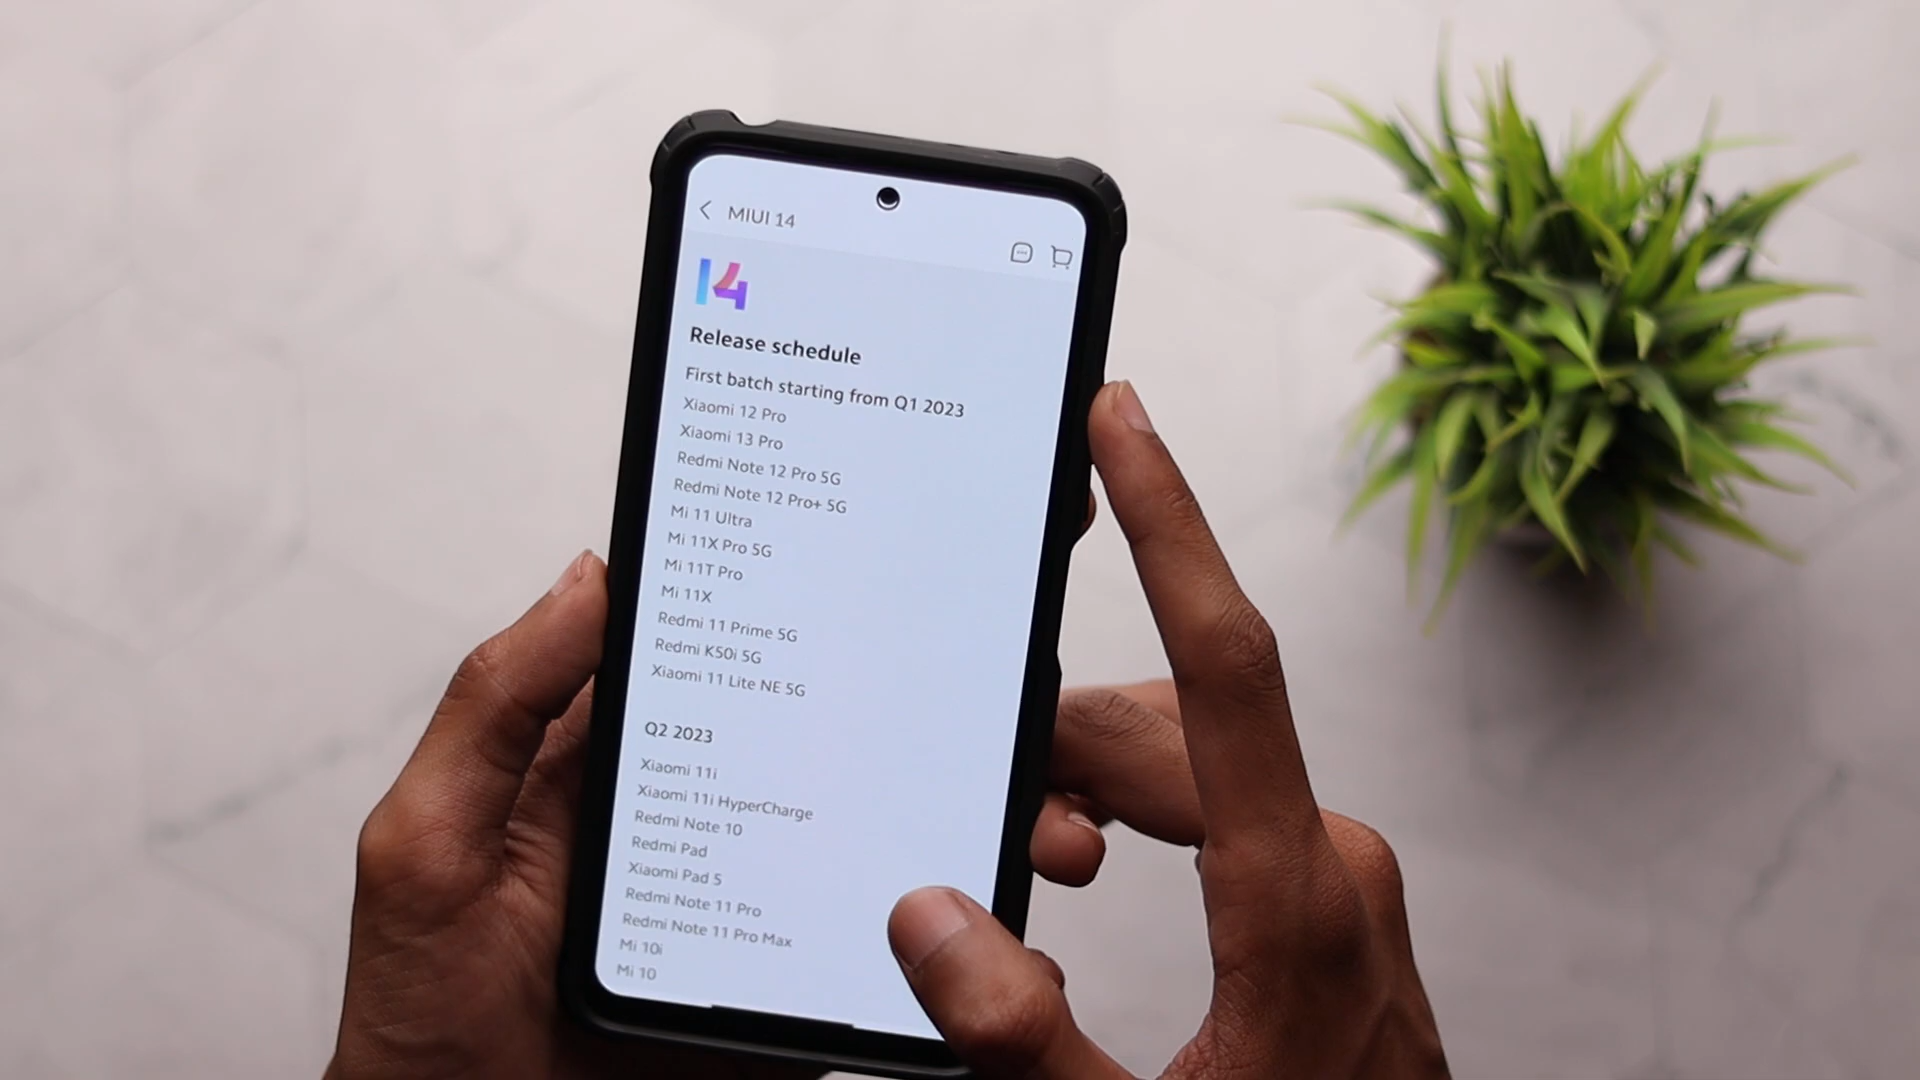 MIUI 14
14
Release schedule
First batch starting from Q1 2023
Xiaomi 12 Pro
Xiaomi 13 Pro
Redmi Note 12 Pro 5G
Redmi Note 12 Pro+ 5G
Mi 11 Ultra
Mi 11X Pro 5G
Mi 11T Pro
Mi 11X
Redmi 11 Prime 5G
Redmi K50i 5G
Xiaomi 11 Lite NE 5G
Q2 2023
Xiaomi 11i
Xiaomi 11i HyperCharge
Redmi Note 10
Redmi Pad
Xiaomi Pad 5
Redmi Note 11 Pro
Redmi Note 11 Pro Max
Mi 10i
Mi 10